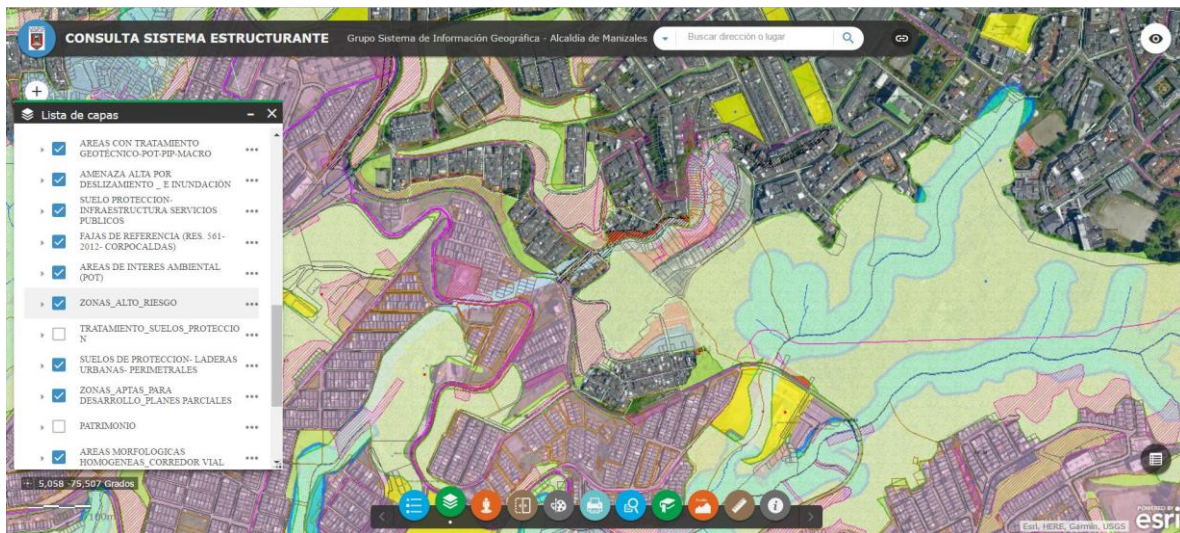 CONSULTA SISTEMA ESTRUCTURANTE
Grupo Sistema de Información Geográfica - Alcaldía de Manizales
Buscar dirección o lugar
Lista de capas
AREAS CON TRATAMIENTO
GEOTÉCNICO-POT-PIP-MACRO
AMENAZA ALTA POR
DESLIZAMIENTO _ E INUNDACIÓN
SUELO PROTECCION-
INFRAESTRUCTURA SERVICIOS
PUBLICOS
FAJAS DE REFERENCIA (RES. 561-
2012- CORPOCALDAS)
AREAS DE INTERES AMBIENTAL
(POT)
ZONAS_ALTO_RIESGO
TRATAMIENTO_SUELOS_PROTECCIO
N
SUELOS DE PROTECCION- LADERAS
URBANAS- PERIMETRALES
ZONAS_APTAS_PARA
DESARROLLO_PLANES PARCIALES
PATRIMONIO
AREAS MORFOLOGICAS
HOMOGENEAS_CORREDOR VIAL
5,058 -75,507 Grados
100m
Esri, HERE, Garmin, USGS
POWERED BY
esri